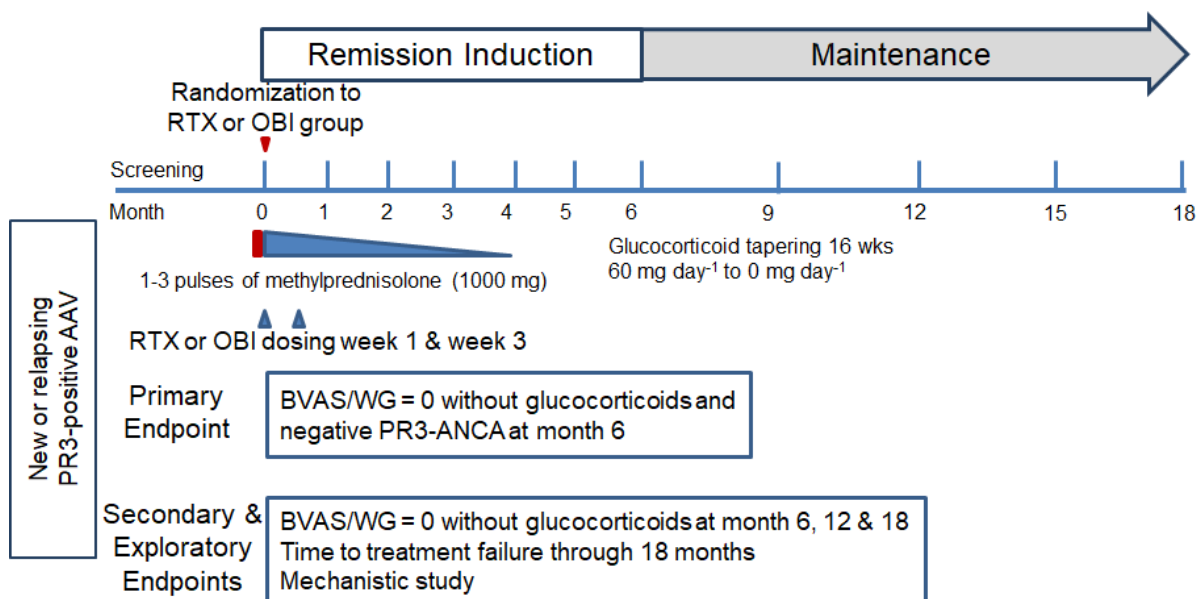 Remission Induction
Maintenance
Randomization to
RTX or OBI group
Screening
Month 0 1 2 3 4 5 6 9 12 15 18
Glucocorticoid tapering 16 wks
60 mg day⁻¹ to 0 mg day⁻¹
1-3 pulses of methylprednisolone (1000 mg)
RTX or OBI dosing week 1 & week 3
New or relapsing
PR3-positive AAV
Primary
Endpoint
BVAS/WG = 0 without glucocorticoids and
negative PR3-ANCA at month 6
Secondary &
Exploratory
Endpoints
BVAS/WG = 0 without glucocorticoids at month 6, 12 & 18
Time to treatment failure through 18 months
Mechanistic study